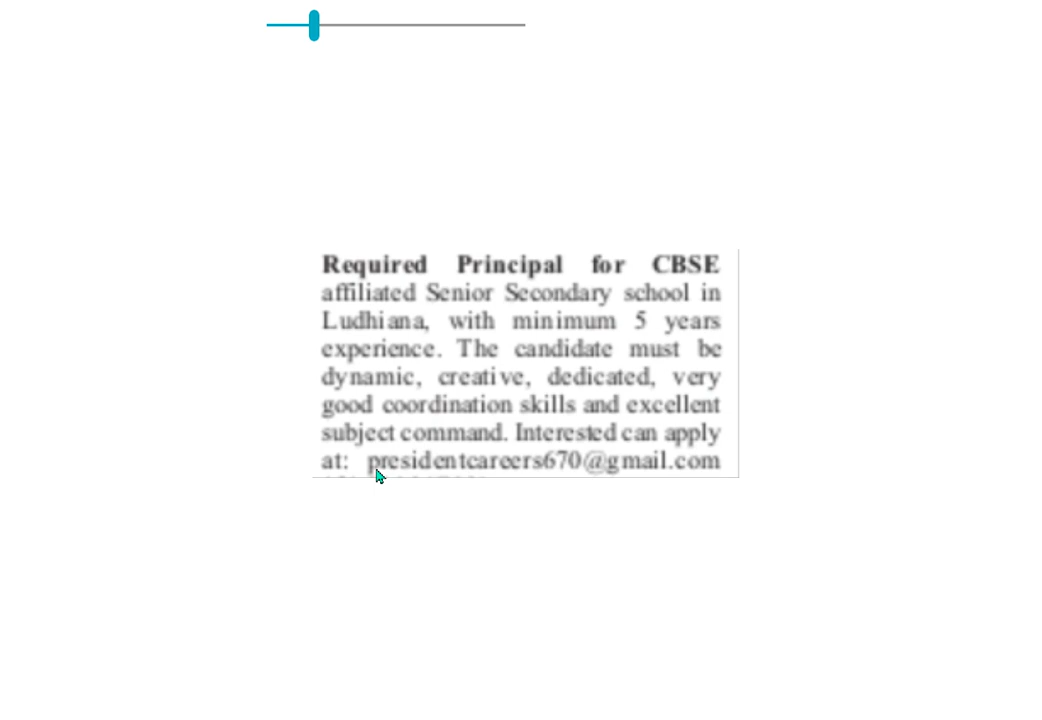 Required Principal for CBSE
affiliated Senior Secondary school in
Ludhiana, with minimum 5 years
experience. The candidate must be
dynamic, creative, dedicated, very
good coordination skills and excellent
subject command. Interested can apply
at: presidentcareers670@gmail.com